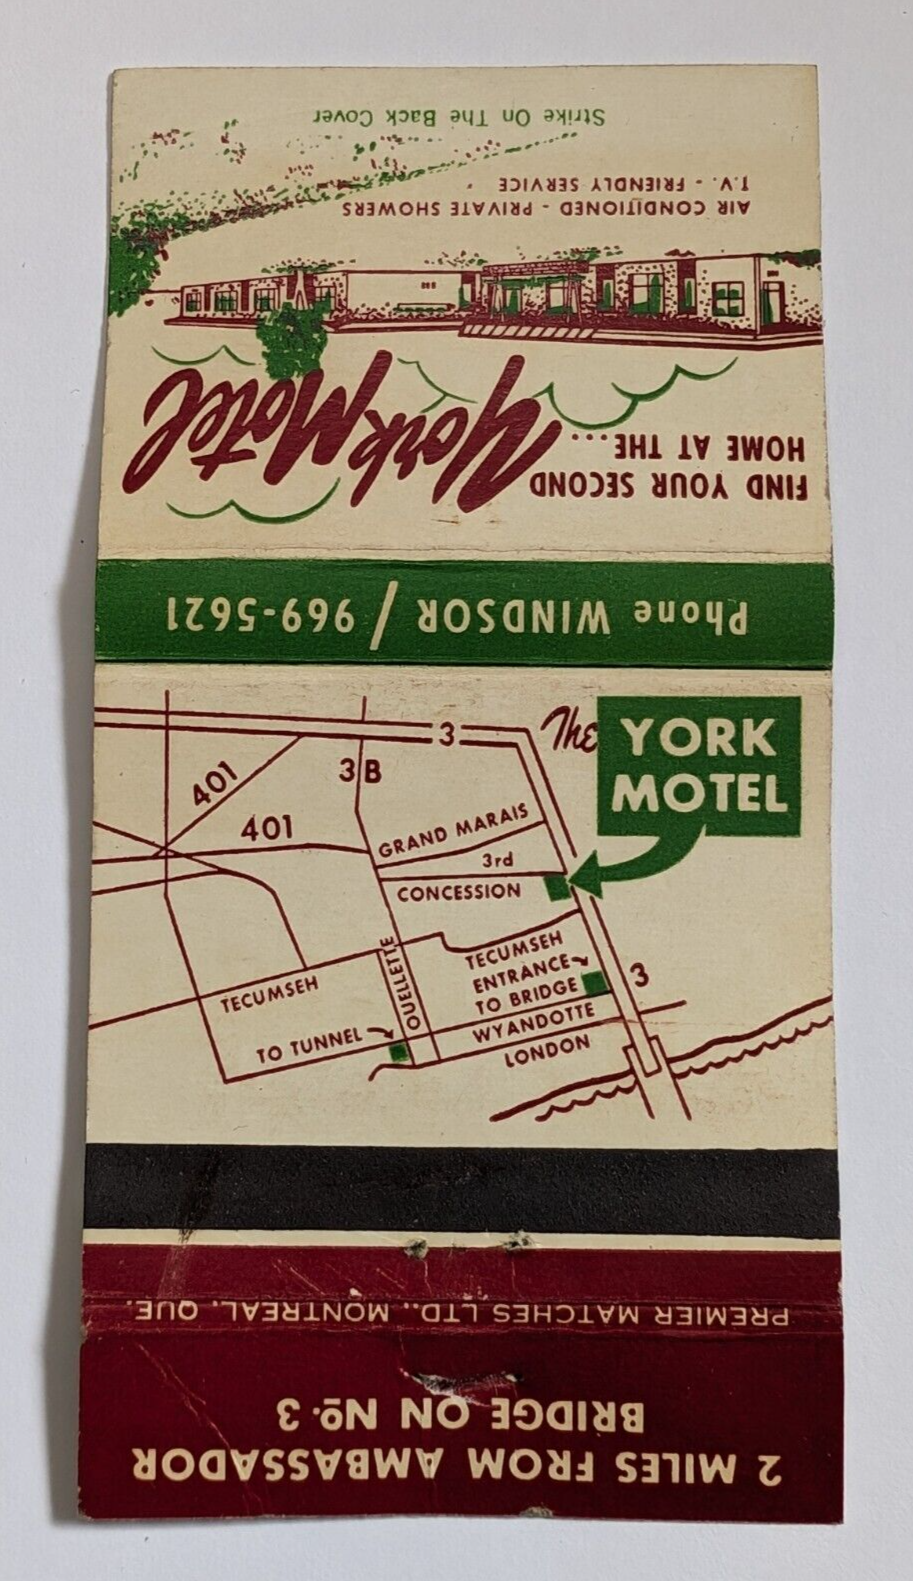 Strike On The Back Cover
AIR CONDITIONED - PRIVATE SHOWERS
T.V. - FRIENDLY SERVICE
FIND YOUR SECOND
HOME AT THE...
York Motel
Phone WINDSOR / 969-5621
The YORK
MOTEL
3
3B
401
401
GRAND MARAIS
3rd
CONCESSION
TECUMSEH
ENTRANCE
TO BRIDGE
3
TECUMSEH
OUELLETTE
TO TUNNEL
WYANDOTTE
LONDON
PREMIER MATCHES LTD., MONTREAL, QUE.
2 MILES FROM AMBASSADOR
BRIDGE ON No. 3